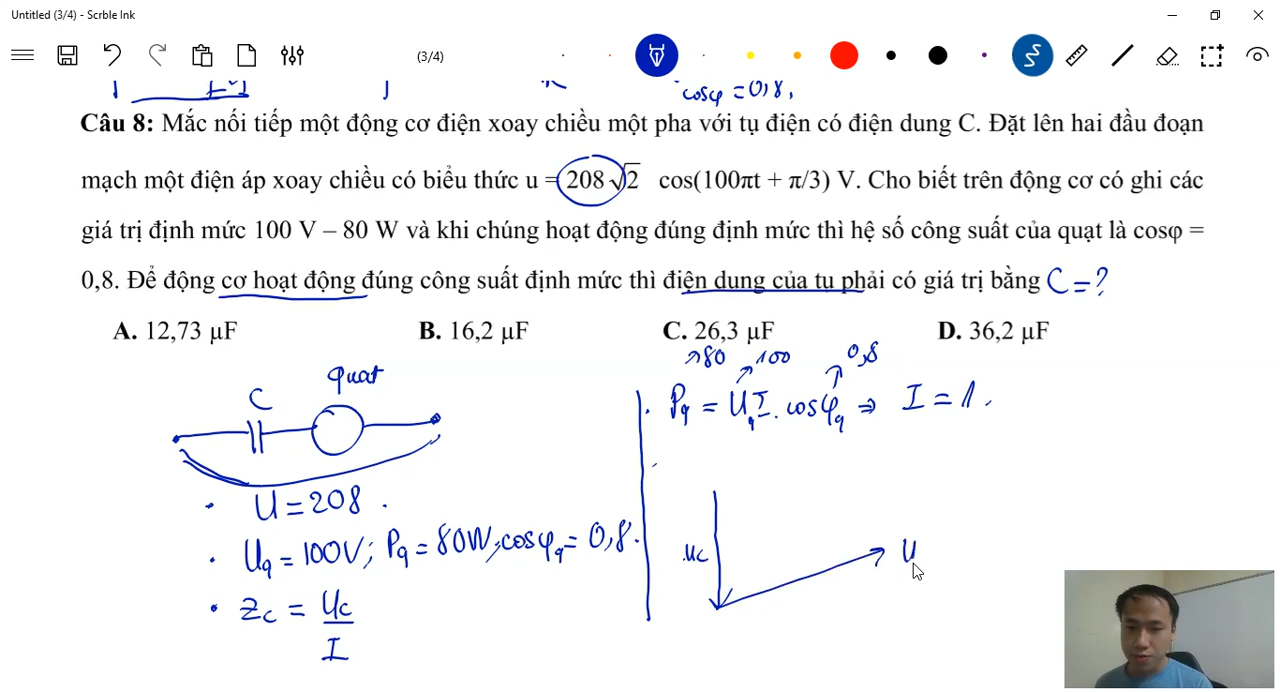 Untitled (3/4) - Scrble Ink
(3/4)
cosφ = 0,8,
Câu 8: Mắc nối tiếp một động cơ điện xoay chiều một pha với tụ điện có điện dung C. Đặt lên hai đầu đoạn
mạch một điện áp xoay chiều có biểu thức u = 208√2 cos(100πt + π/3) V. Cho biết trên động cơ có ghi các
giá trị định mức 100 V – 80 W và khi chúng hoạt động đúng định mức thì hệ số công suất của quạt là cosφ =
0,8. Để động cơ hoạt động đúng công suất định mức thì điện dung của tụ phải có giá trị bằng C = ?
A. 12,73 μF B. 16,2 μF C. 26,3 μF D. 36,2 μF
80 100 0,8
Pq = UqI. cosφq ⇒ I = 1.
quat
C
U = 208.
Uq = 100V; Pq = 80W, cosφq = 0,8.
Zc = Uc
I
Uc
U